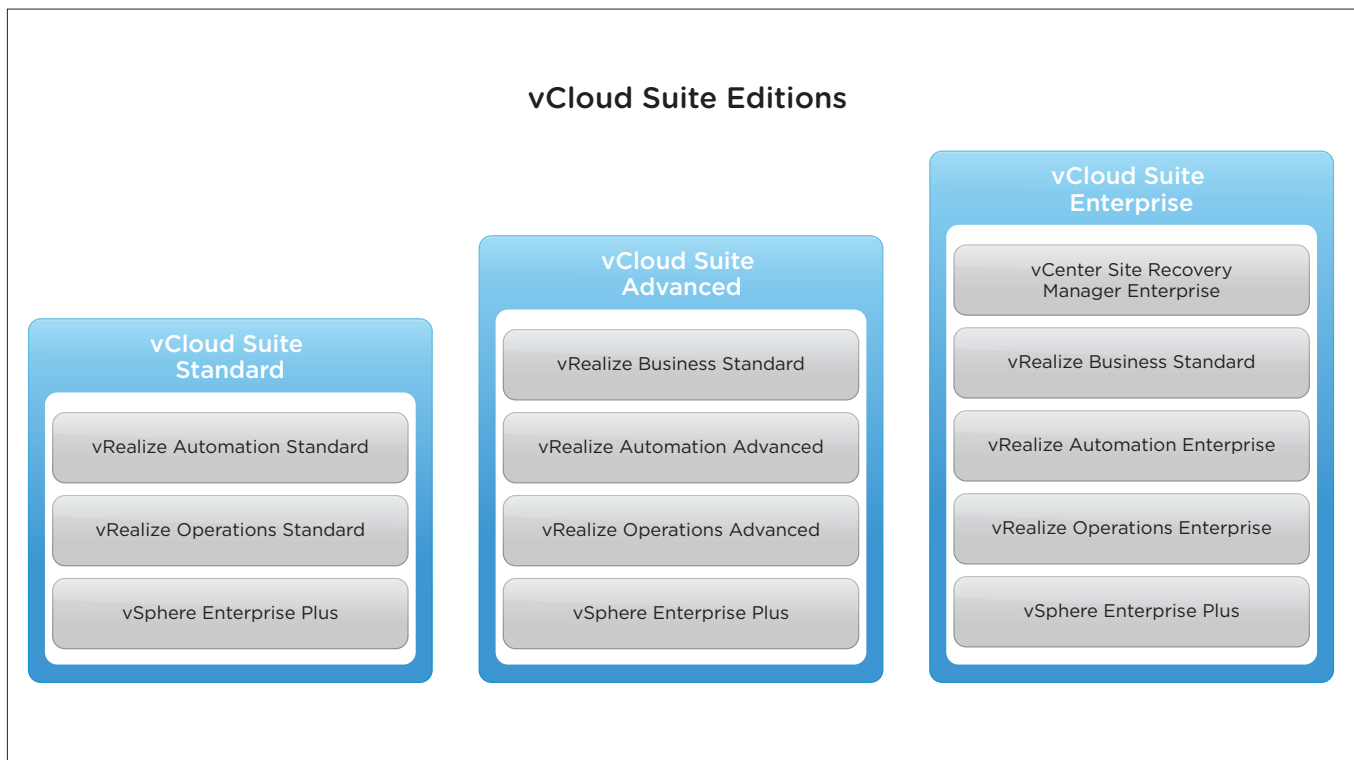 vCloud Suite Editions
vCloud Suite
Standard
vRealize Automation Standard
vRealize Operations Standard
vSphere Enterprise Plus
vCloud Suite
Advanced
vRealize Business Standard
vRealize Automation Advanced
vRealize Operations Advanced
vSphere Enterprise Plus
vCloud Suite
Enterprise
vCenter Site Recovery
Manager Enterprise
vRealize Business Standard
vRealize Automation Enterprise
vRealize Operations Enterprise
vSphere Enterprise Plus